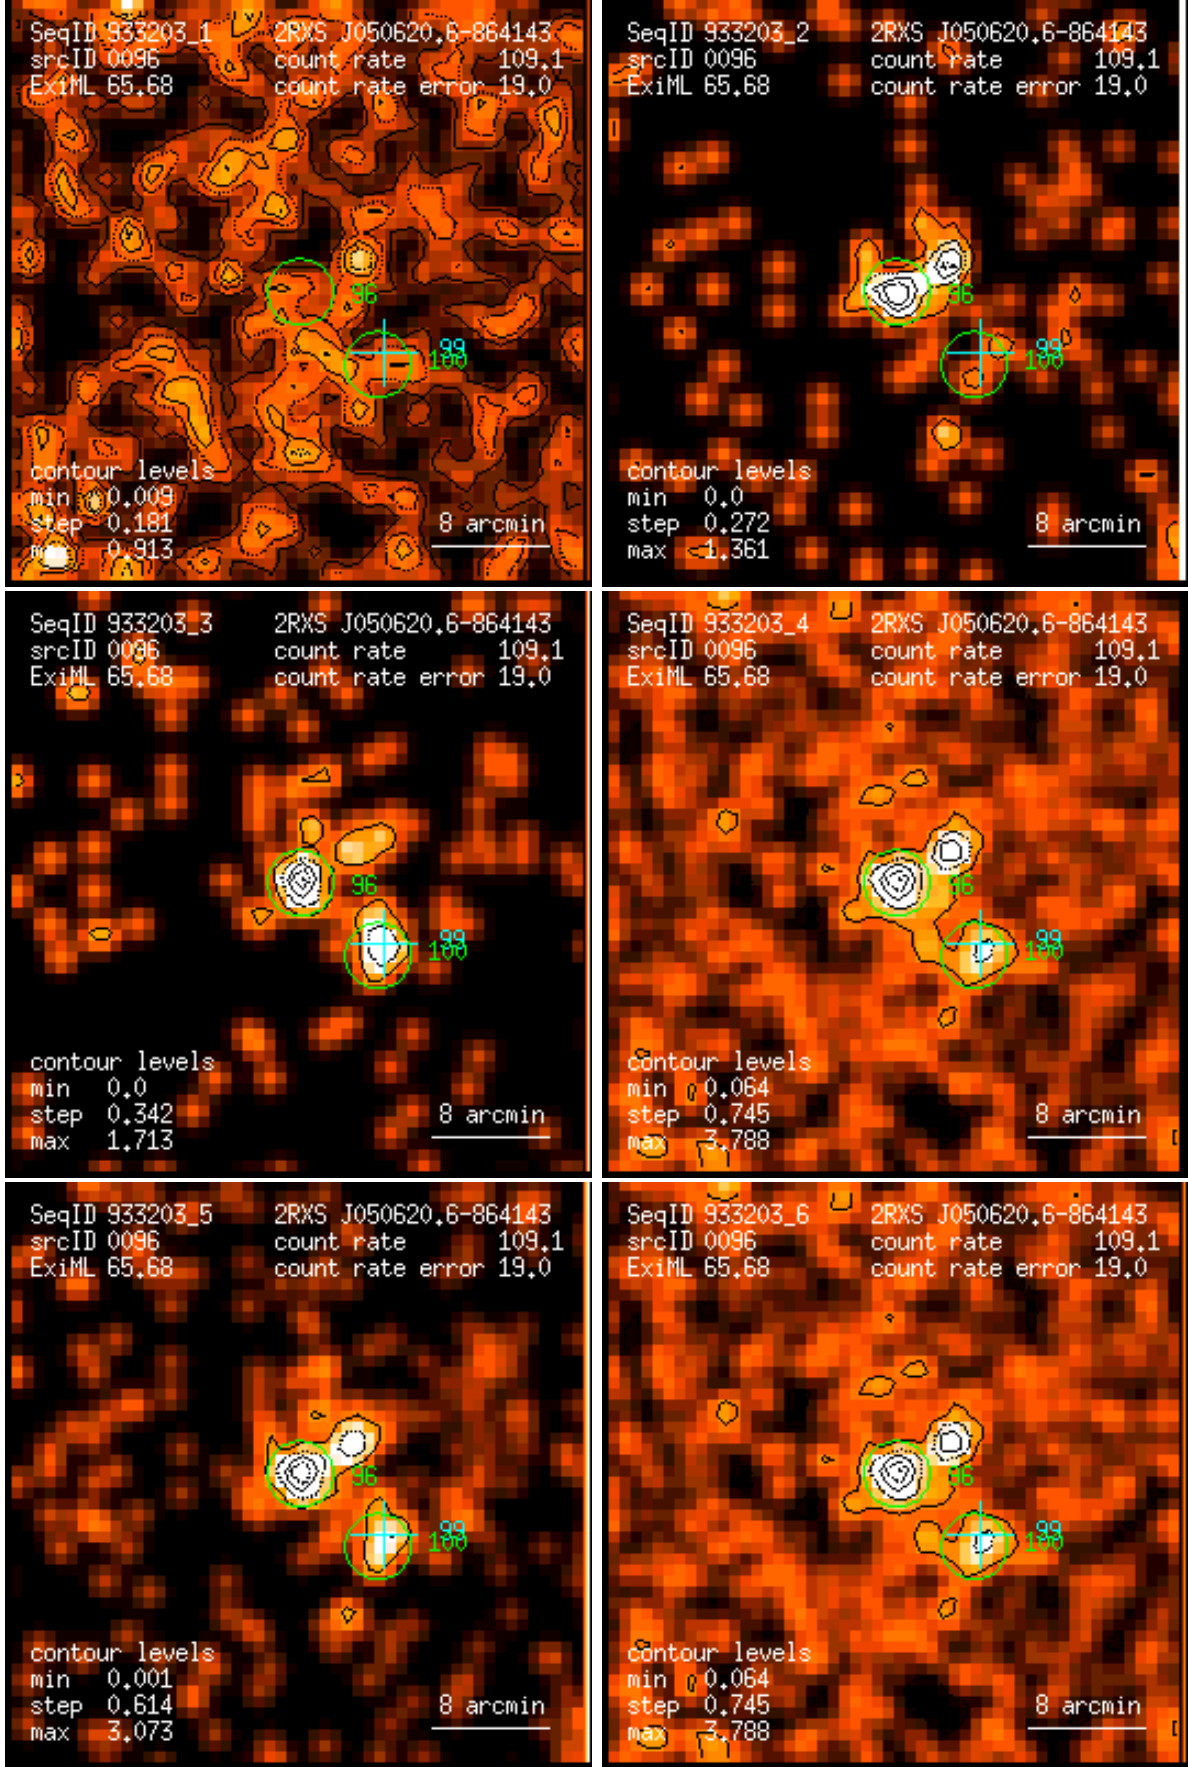 SeqID 933203_1 2RXS J050620.6-864143
srcID 0096 count rate 109.1
ExiML 65.68 count rate error 19.0
96
99
100
contour levels
min 0.009
step 0.181 8 arcmin
max 0.913
SeqID 933203_2 2RXS J050620.6-864143
srcID 0096 count rate 109.1
ExiML 65.68 count rate error 19.0
96
99
100
contour levels
min 0.0
step 0.272 8 arcmin
max 1.361
SeqID 933203_3 2RXS J050620.6-864143
srcID 0096 count rate 109.1
ExiML 65.68 count rate error 19.0
96
99
100
contour levels
min 0.0
step 0.342 8 arcmin
max 1.713
SeqID 933203_4 2RXS J050620.6-864143
srcID 0096 count rate 109.1
ExiML 65.68 count rate error 19.0
96
99
100
contour levels
min 0.064
step 0.745 8 arcmin
max 3.788
SeqID 933203_5 2RXS J050620.6-864143
srcID 0096 count rate 109.1
ExiML 65.68 count rate error 19.0
96
99
100
contour levels
min 0.001
step 0.614 8 arcmin
max 3.073
SeqID 933203_6 2RXS J050620.6-864143
srcID 0096 count rate 109.1
ExiML 65.68 count rate error 19.0
96
99
100
contour levels
min 0.064
step 0.745 8 arcmin
max 3.788